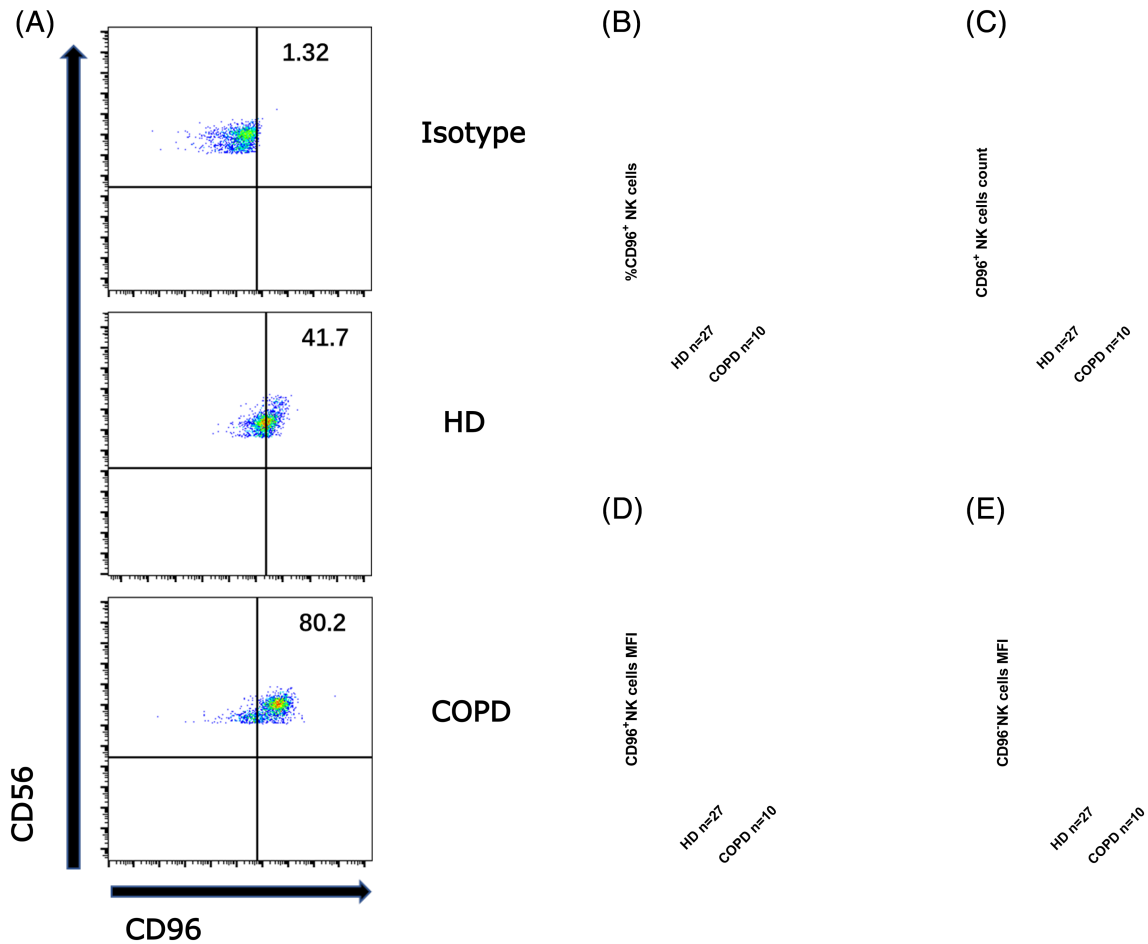 (A)
1.32
Isotype
41.7
HD
80.2
COPD
CD56
CD96
(B)
%CD96+ NK cells
HD n=27
COPD n=10
(C)
CD96+ NK cells count
HD n=27
COPD n=10
(D)
CD96+NK cells MFI
HD n=27
COPD n=10
(E)
CD96-NK cells MFI
HD n=27
COPD n=10